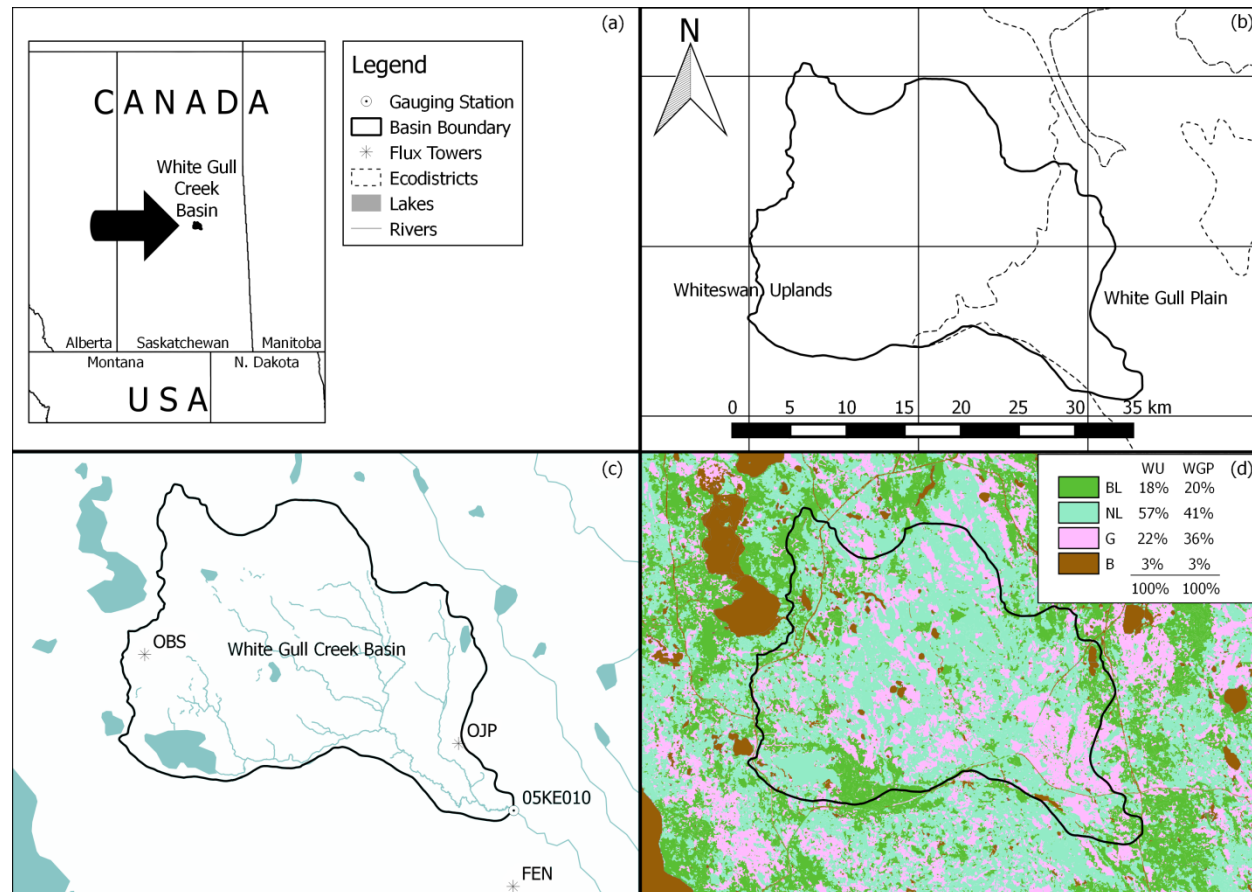 (a)
CANADA
White Gull
Creek
Basin
Alberta Saskatchewan Manitoba
Montana N. Dakota
USA
Legend
Gauging Station
Basin Boundary
Flux Towers
Ecodistricts
Lakes
Rivers
(b)
N
Whiteswan Uplands
White Gull Plain
0 5 10 15 20 25 30 35 km
(c)
OBS
White Gull Creek Basin
OJP
05KE010
FEN
(d)
WU WGP
BL 18% 20%
NL 57% 41%
G 22% 36%
B 3% 3%
100% 100%